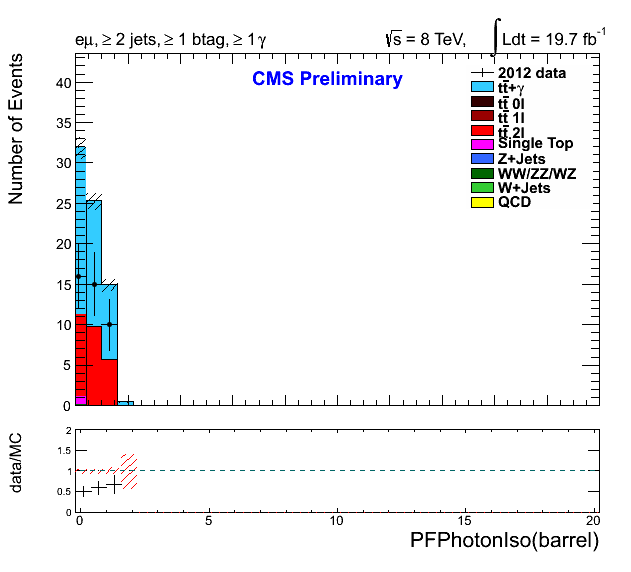 eμ, ≥ 2 jets, ≥ 1 btag, ≥ 1 γ
√s = 8 TeV, ∫ Ldt = 19.7 fb⁻¹
CMS Preliminary
2012 data
tt̄+γ
tt̄ 0l
tt̄ 1l
tt̄ 2l
Single Top
Z+Jets
WW/ZZ/WZ
W+Jets
QCD
Number of Events
40
35
30
25
20
15
10
5
0
data/MC
2
1.5
1
0.5
0
0 5 10 15 20
PFPhotonIso(barrel)